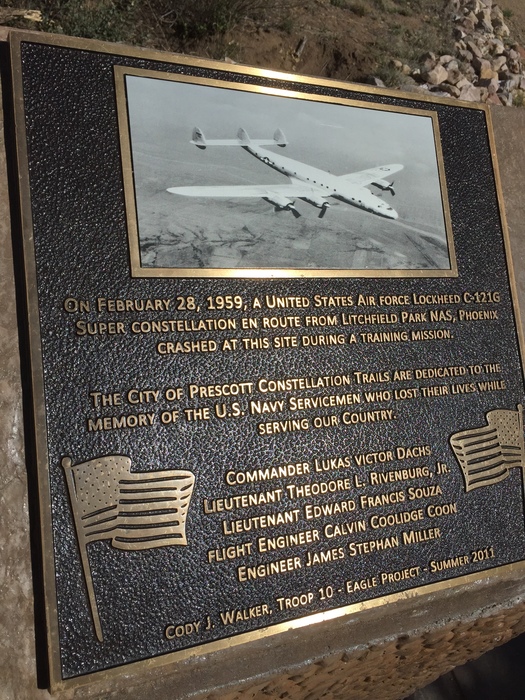 On February 28, 1959, a United States Air force Lockheed C-121G
Super constellation en route from Litchfield Park NAS, Phoenix
crashed at this site during a training mission.
The City of Prescott Constellation Trails are dedicated to the
memory of the U.S. Navy Servicemen who lost their lives while
serving our Country.
Commander Lukas Victor Dachs
Lieutenant Theodore L. Rivenburg, Jr.
Lieutenant Edward Francis Souza
Flight Engineer Calvin Coolidge Coon
Engineer James Stephan Miller
Cody J. Walker, Troop 10 - Eagle Project - Summer 2011